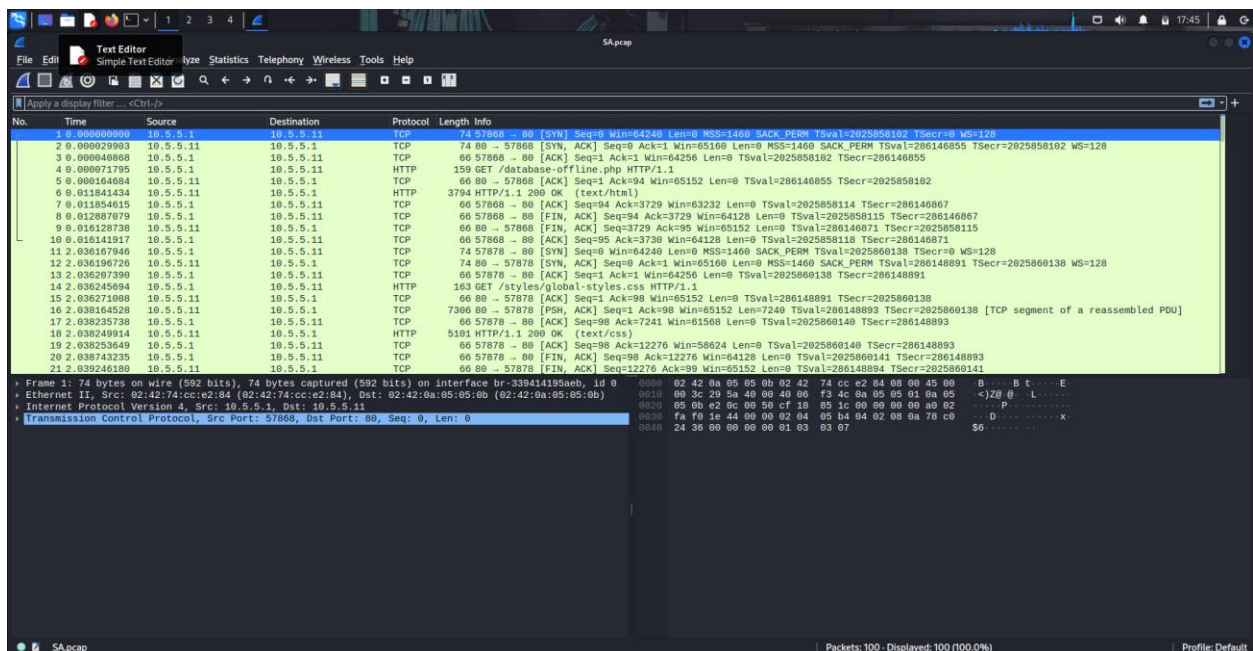 1 2 3 4
17:45
SA.pcap
Text Editor
Simple Text Editor
File Edi lyze Statistics Telephony Wireless Tools Help
Apply a display filter ... <Ctrl-/>
No. Time Source Destination Protocol Length Info
1 0.000000000 10.5.5.1 10.5.5.11 TCP 74 57868 → 80 [SYN] Seq=0 Win=64240 Len=0 MSS=1460 SACK_PERM TSval=2025858102 TSecr=0 WS=128
2 0.000029903 10.5.5.11 10.5.5.1 TCP 74 80 → 57868 [SYN, ACK] Seq=0 Ack=1 Win=65160 Len=0 MSS=1460 SACK_PERM TSval=286146855 TSecr=2025858102 WS=128
3 0.000040868 10.5.5.1 10.5.5.11 TCP 66 57868 → 80 [ACK] Seq=1 Ack=1 Win=64256 Len=0 TSval=2025858102 TSecr=286146855
4 0.000071795 10.5.5.1 10.5.5.11 HTTP 159 GET /database-offline.php HTTP/1.1
5 0.000164684 10.5.5.11 10.5.5.1 TCP 66 80 → 57868 [ACK] Seq=1 Ack=94 Win=65152 Len=0 TSval=286146855 TSecr=2025858102
6 0.011841434 10.5.5.11 10.5.5.1 HTTP 3794 HTTP/1.1 200 OK (text/html)
7 0.011854615 10.5.5.1 10.5.5.11 TCP 66 57868 → 80 [ACK] Seq=94 Ack=3729 Win=63232 Len=0 TSval=2025858114 TSecr=286146867
8 0.012887079 10.5.5.1 10.5.5.11 TCP 66 57868 → 80 [FIN, ACK] Seq=94 Ack=3729 Win=64128 Len=0 TSval=2025858115 TSecr=286146867
9 0.016128738 10.5.5.11 10.5.5.1 TCP 66 80 → 57868 [FIN, ACK] Seq=3729 Ack=95 Win=65152 Len=0 TSval=286146871 TSecr=2025858115
10 0.016141917 10.5.5.1 10.5.5.11 TCP 66 57868 → 80 [ACK] Seq=95 Ack=3730 Win=64128 Len=0 TSval=2025858118 TSecr=286146871
11 2.036167946 10.5.5.1 10.5.5.11 TCP 74 57878 → 80 [SYN] Seq=0 Win=64240 Len=0 MSS=1460 SACK_PERM TSval=2025860138 TSecr=0 WS=128
12 2.036196726 10.5.5.11 10.5.5.1 TCP 74 80 → 57878 [SYN, ACK] Seq=0 Ack=1 Win=65160 Len=0 MSS=1460 SACK_PERM TSval=286148891 TSecr=2025860138 WS=128
13 2.036207390 10.5.5.1 10.5.5.11 TCP 66 57878 → 80 [ACK] Seq=1 Ack=1 Win=64256 Len=0 TSval=2025860138 TSecr=286148891
14 2.036245694 10.5.5.1 10.5.5.11 HTTP 163 GET /styles/global-styles.css HTTP/1.1
15 2.036271008 10.5.5.11 10.5.5.1 TCP 66 80 → 57878 [ACK] Seq=1 Ack=98 Win=65152 Len=0 TSval=286148891 TSecr=2025860138
16 2.038164528 10.5.5.11 10.5.5.1 TCP 7306 80 → 57878 [PSH, ACK] Seq=1 Ack=98 Win=65152 Len=7240 TSval=286148893 TSecr=2025860138 [TCP segment of a reassembled PDU]
17 2.038235738 10.5.5.1 10.5.5.11 TCP 66 57878 → 80 [ACK] Seq=98 Ack=7241 Win=61568 Len=0 TSval=2025860140 TSecr=286148893
18 2.038249914 10.5.5.11 10.5.5.1 HTTP 5101 HTTP/1.1 200 OK (text/css)
19 2.038253640 10.5.5.1 10.5.5.11 TCP 66 57878 → 80 [ACK] Seq=98 Ack=12276 Win=58624 Len=0 TSval=2025860140 TSecr=286148893
20 2.038743235 10.5.5.1 10.5.5.11 TCP 66 57878 → 80 [FIN, ACK] Seq=98 Ack=12276 Win=64128 Len=0 TSval=2025860141 TSecr=286148893
21 2.039246180 10.5.5.11 10.5.5.1 TCP 66 80 → 57878 [FIN, ACK] Seq=12276 Ack=99 Win=65152 Len=0 TSval=286148894 TSecr=2025860141
Frame 1: 74 bytes on wire (592 bits), 74 bytes captured (592 bits) on interface br-339414195aeb, id 0
Ethernet II, Src: 02:42:74:cc:e2:84 (02:42:74:cc:e2:84), Dst: 02:42:0a:05:05:0b (02:42:0a:05:05:0b)
Internet Protocol Version 4, Src: 10.5.5.1, Dst: 10.5.5.11
Transmission Control Protocol, Src Port: 57868, Dst Port: 80, Seq: 0, Len: 0
0000 02 42 0a 05 05 0b 02 42 74 cc e2 84 08 00 45 00 ·B·····B t·····E·
0010 00 3c 29 5a 40 00 40 06 f3 4c 0a 05 05 01 0a 05 ·<)Z@·@· ·L······
0020 05 0b e2 0c 00 50 cf 18 85 1c 00 00 00 00 a0 02 ·····P·· ········
0030 fa f0 1e 44 00 00 02 04 05 b4 04 02 08 0a 78 c0 ···D···· ······x·
0040 24 36 00 00 00 00 01 03 03 07 $6······ ··
SA.pcap
Packets: 100 · Displayed: 100 (100.0%)
Profile: Default